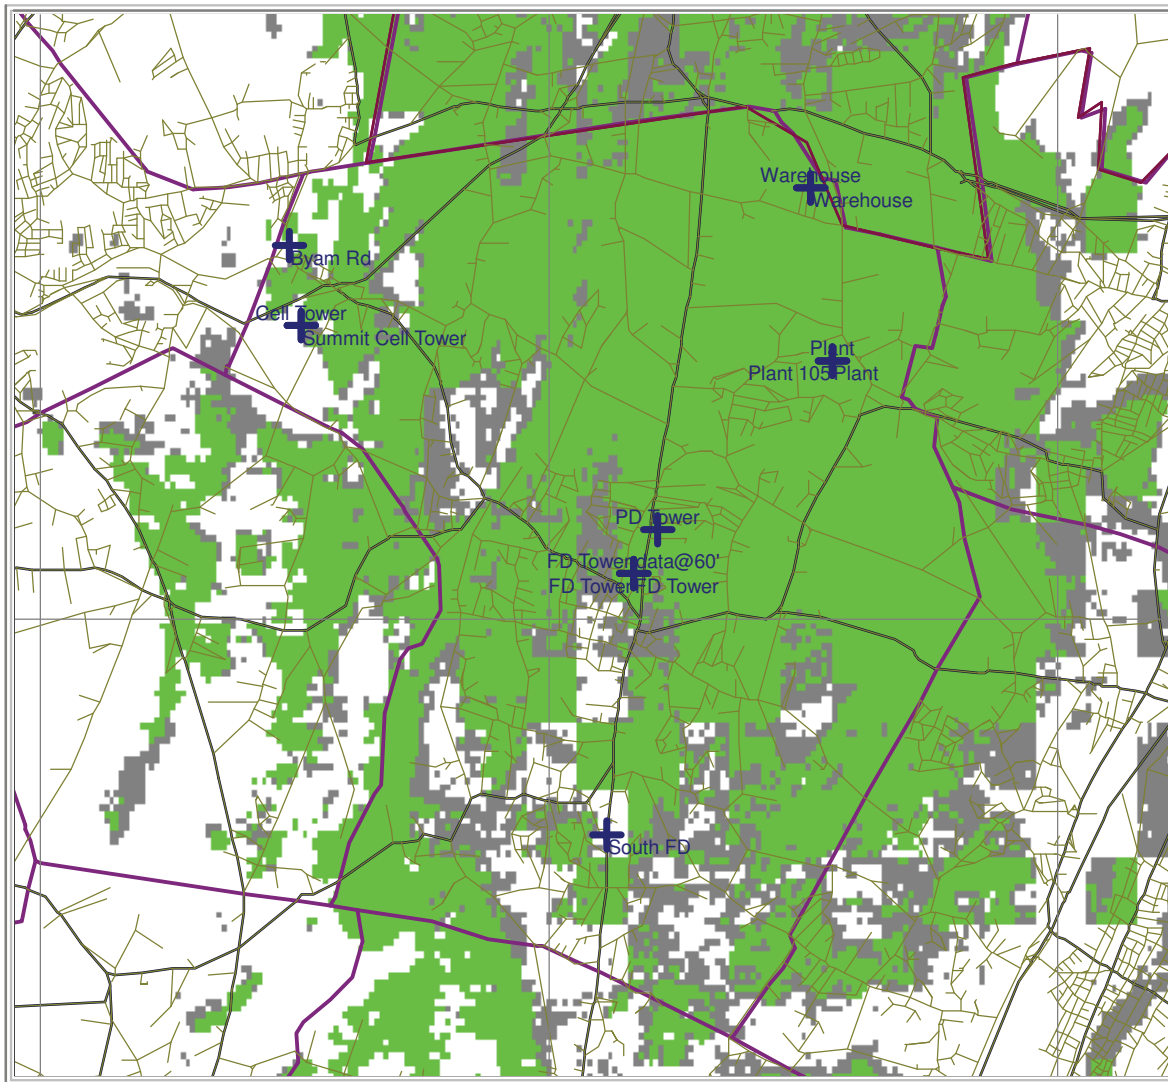 Warehouse
Warehouse
Byam Rd
Cell Tower
Summit Cell Tower
Plant
Plant 105 Plant
PD Tower
FD Tower data@60'
FD Tower FD Tower
South FD